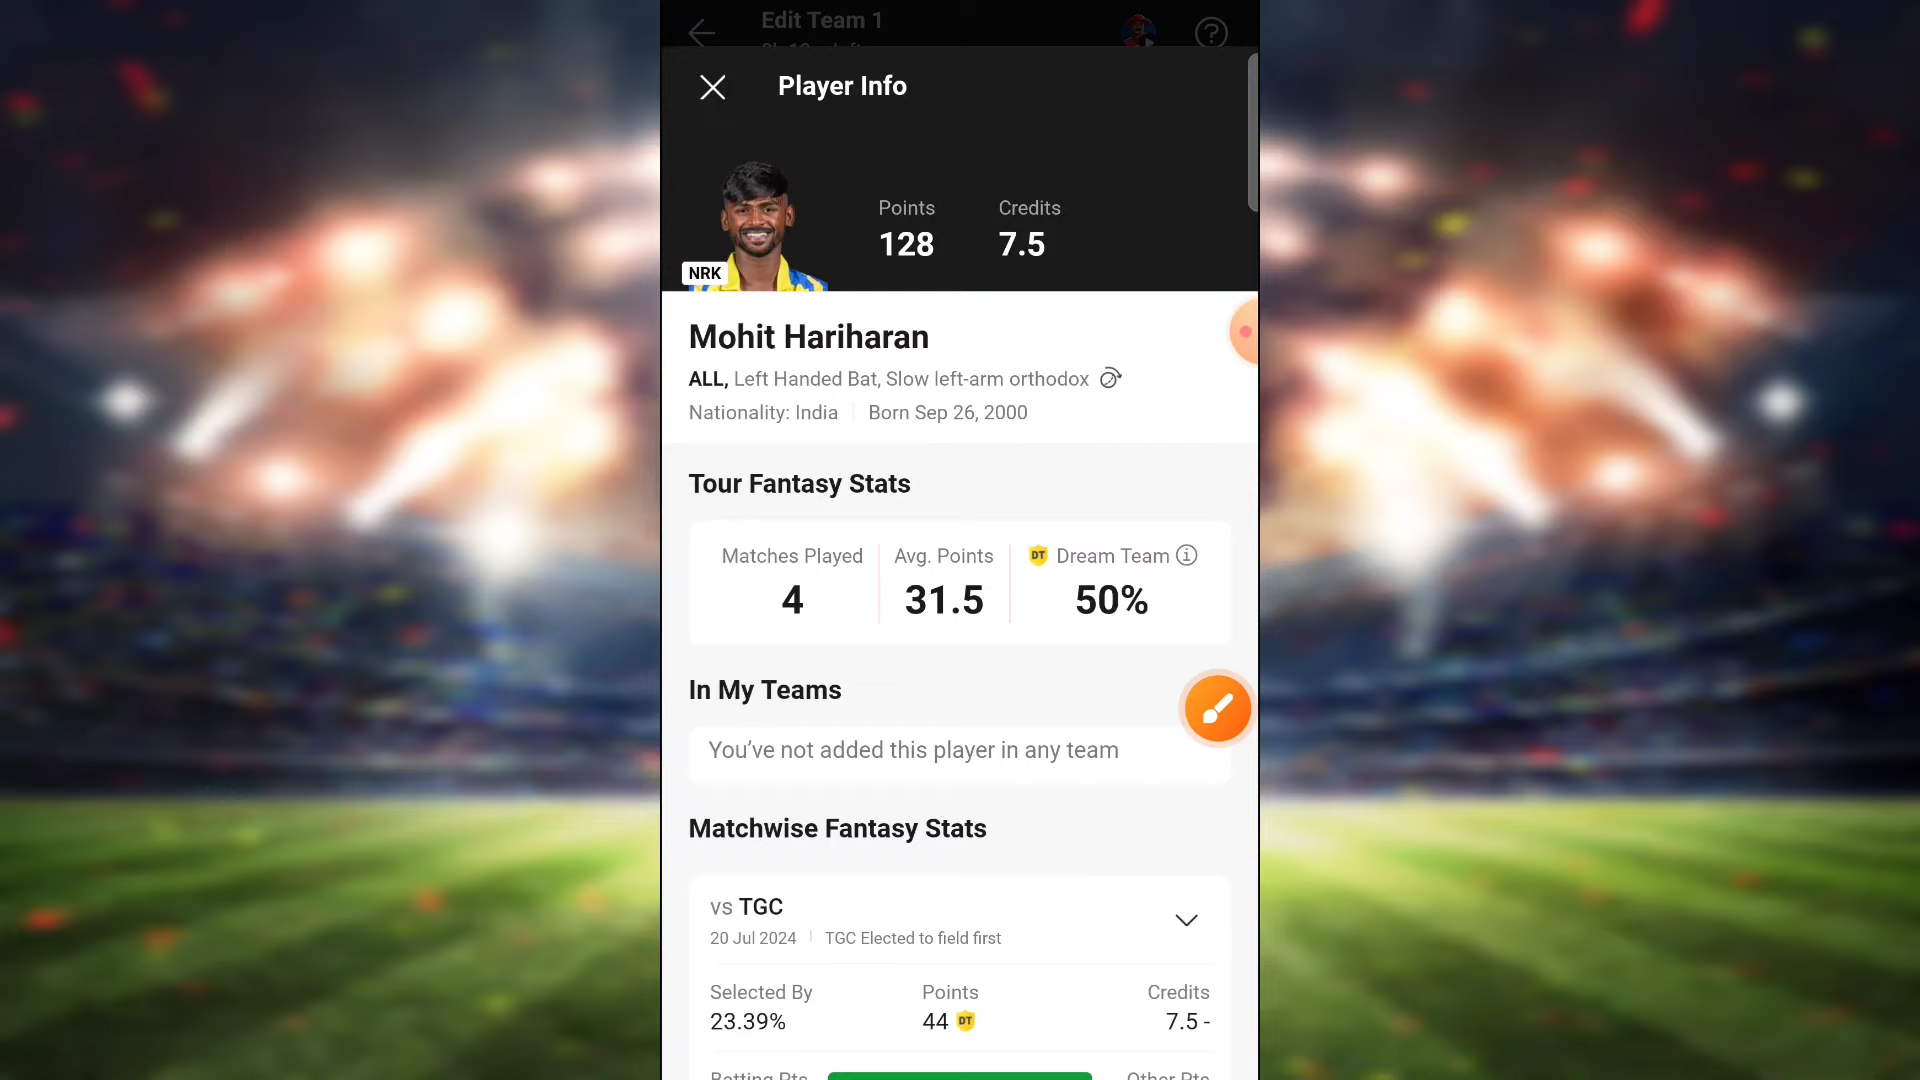 Edit Team 1
Player Info
Points
Credits
128
7.5
NRK
Mohit Hariharan
ALL, Left Handed Bat, Slow left-arm orthodox
Nationality: India
Born Sep 26, 2000
Tour Fantasy Stats
Matches Played
Avg. Points
DT Dream Team
4
31.5
50%
In My Teams
You’ve not added this player in any team
Matchwise Fantasy Stats
vs TGC
20 Jul 2024
TGC Elected to field first
Selected By
Points
Credits
23.39%
44 DT
7.5 -
Batting Pts
Other Pts